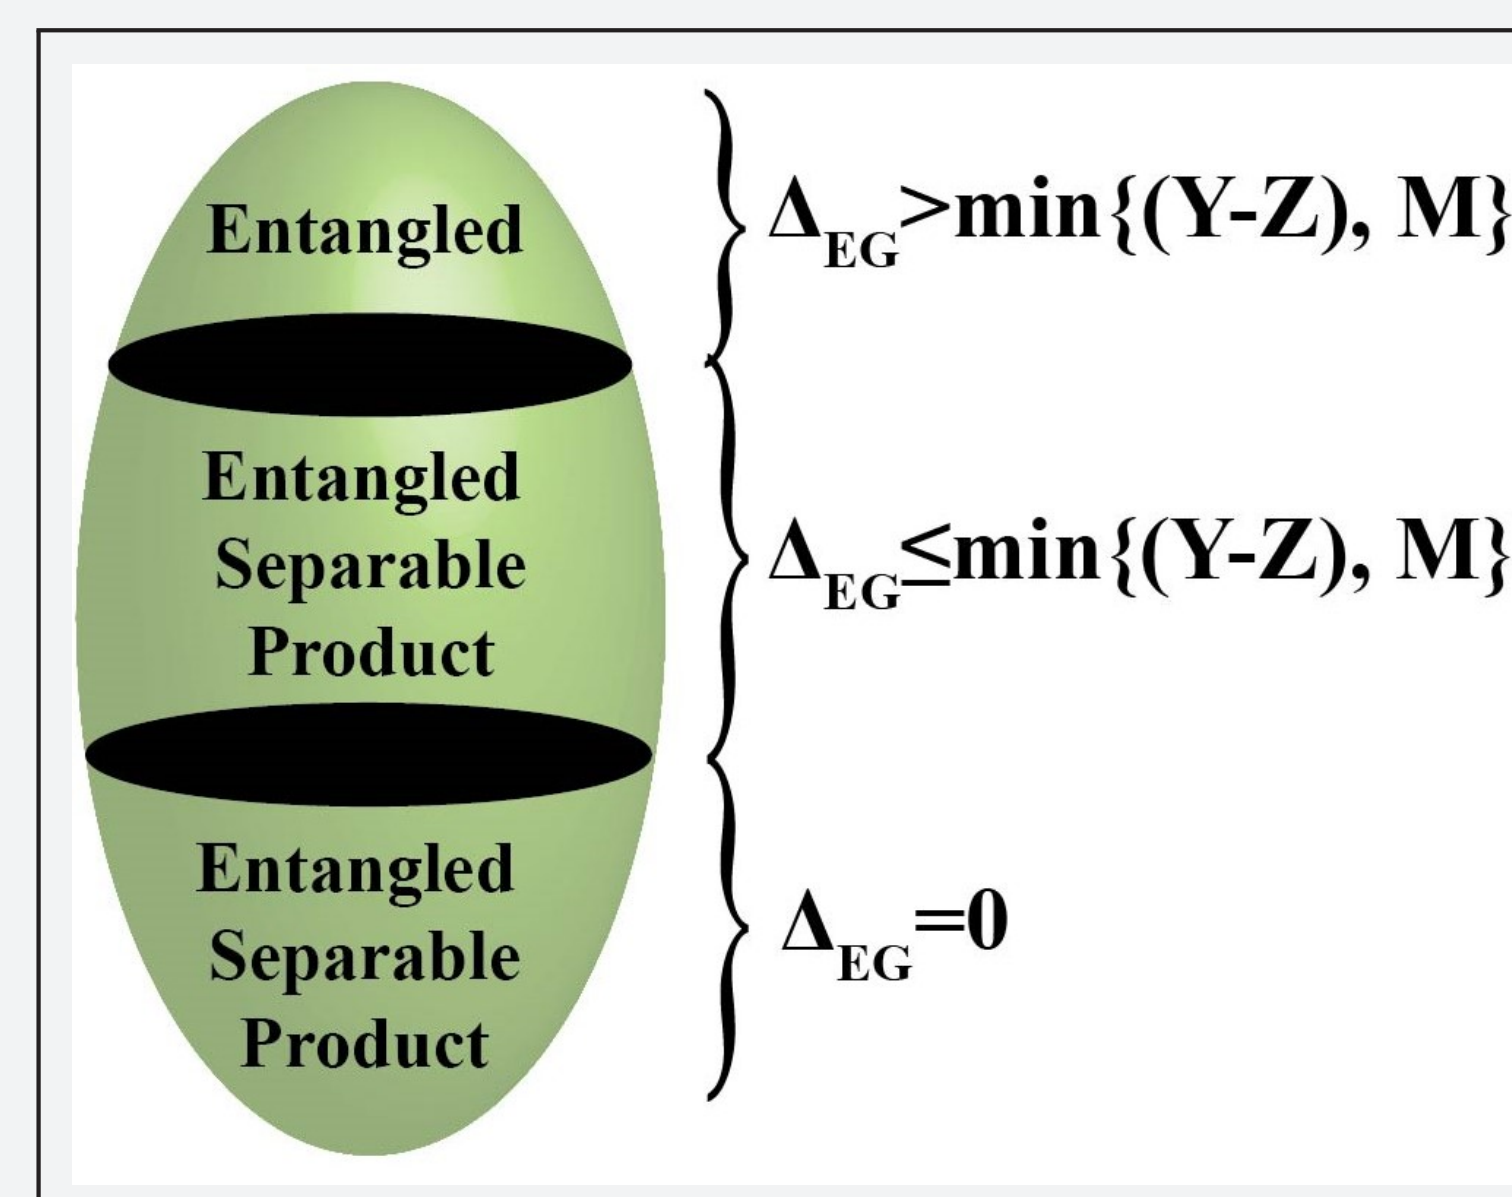 Entangled
Δ_EG>min{(Y-Z), M}
Entangled
Separable
Product
Δ_EG≤min{(Y-Z), M}
Entangled
Separable
Product
Δ_EG=0